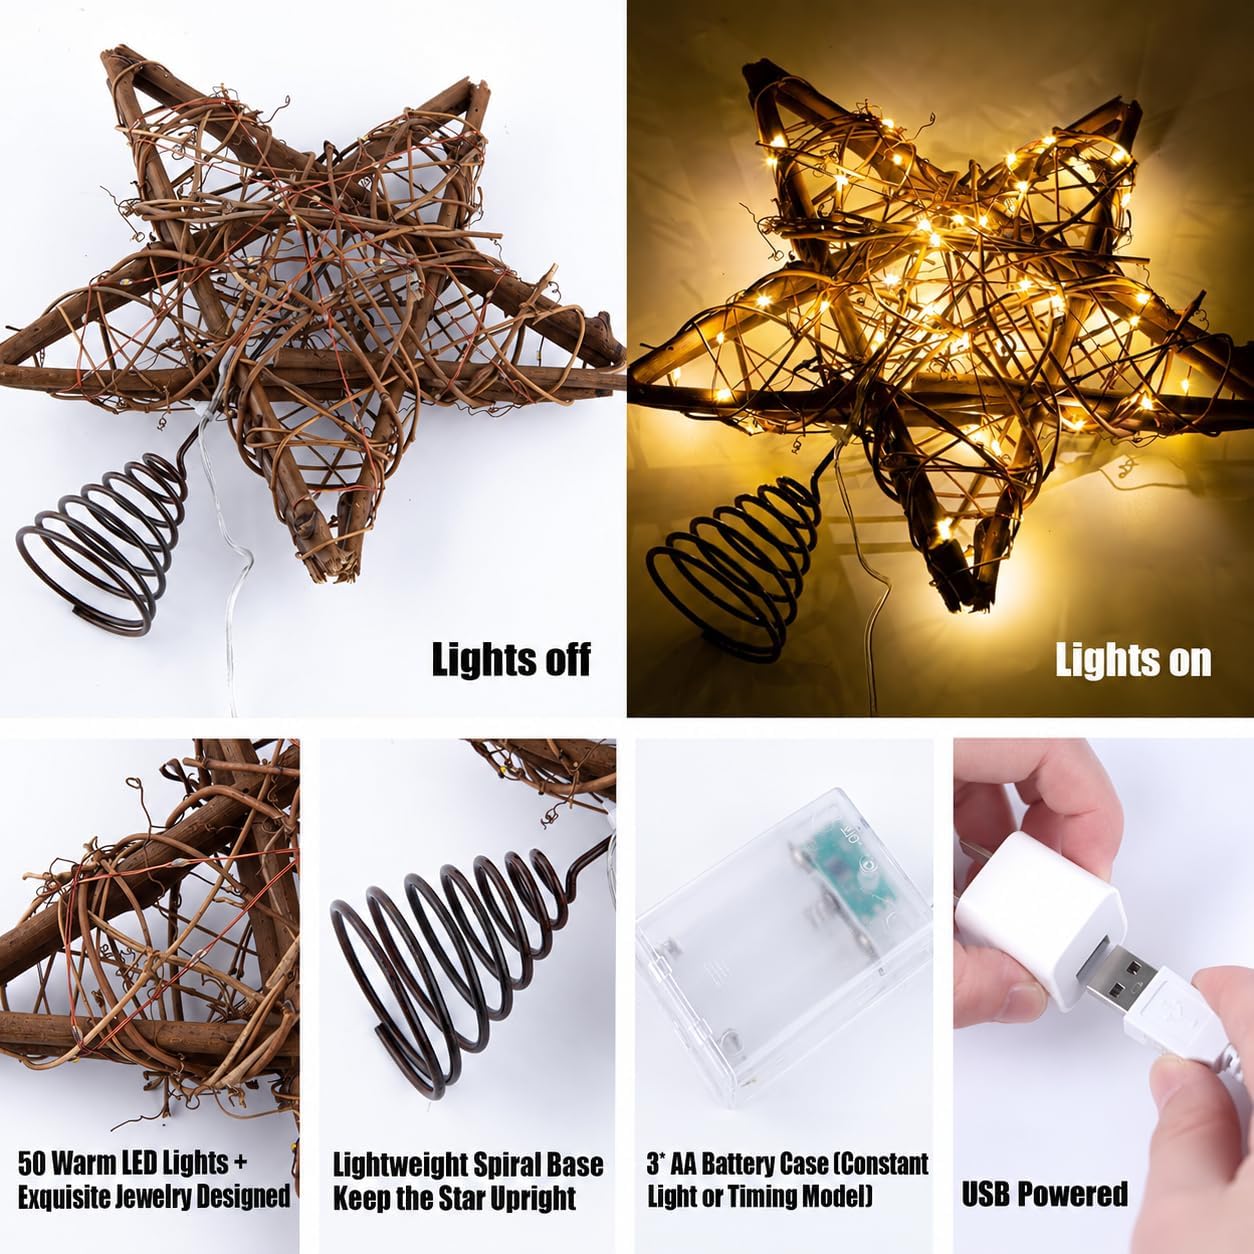 Lights off
Lights on
50 Warm LED Lights +
Exquisite Jewelry Designed
Lightweight Spiral Base
Keep the Star Upright
3* AA Battery Case (Constant
Light or Timing Model)
USB Powered